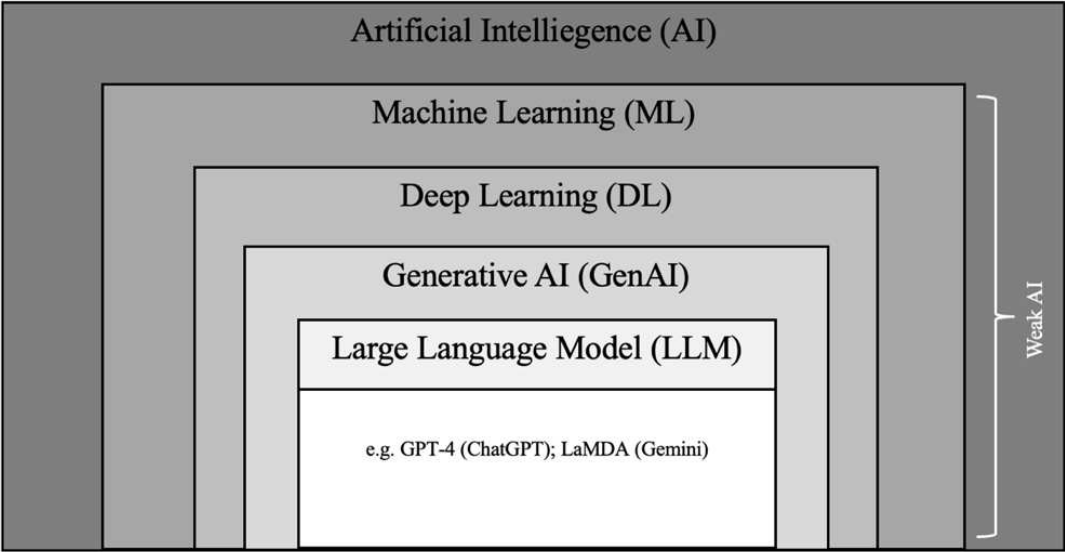 Artificial Intelliegence (AI)
Machine Learning (ML)
Deep Learning (DL)
Generative AI (GenAI)
Large Language Model (LLM)
e.g. GPT-4 (ChatGPT); LaMDA (Gemini)
Weak AI